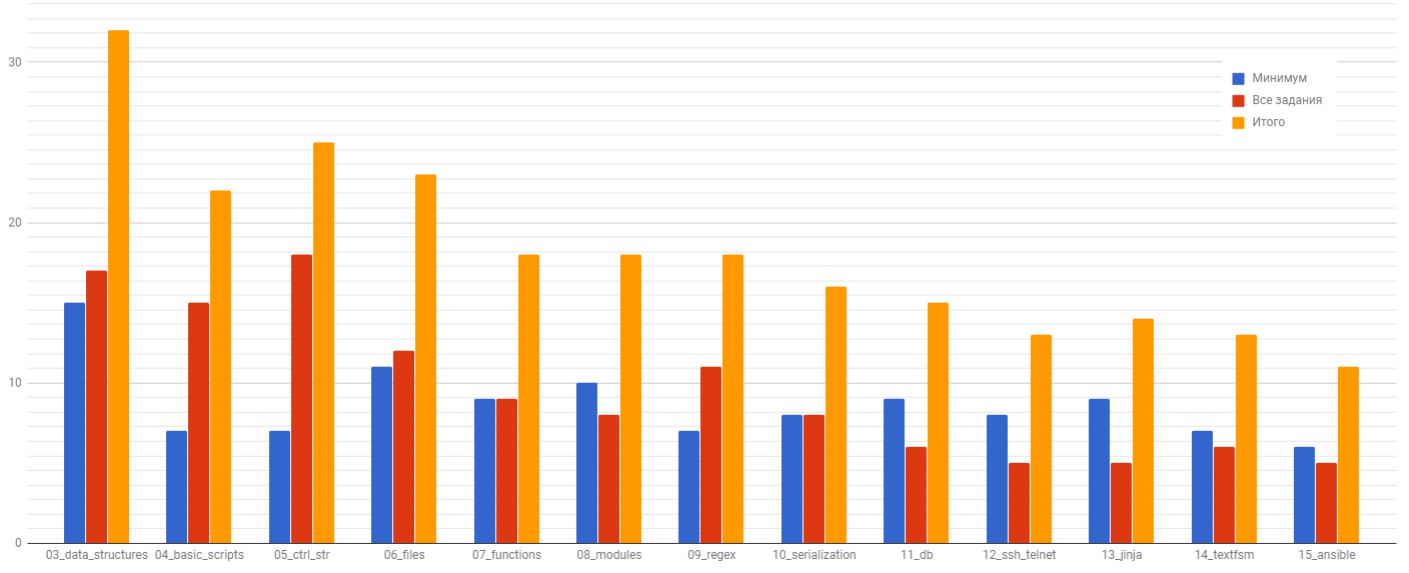 30
20
10
0
Минимум
Все задания
Итого
03_data_structures 04_basic_scripts 05_ctrl_str 06_files 07_functions 08_modules 09_regex 10_serialization 11_db 12_ssh_telnet 13_jinja 14_textfsm 15_ansible